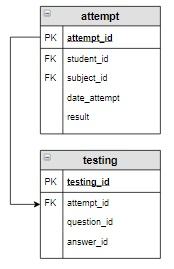 attempt
PK attempt_id
FK student_id
FK subject_id
date_attempt
result
testing
PK testing_id
FK attempt_id
question_id
answer_id